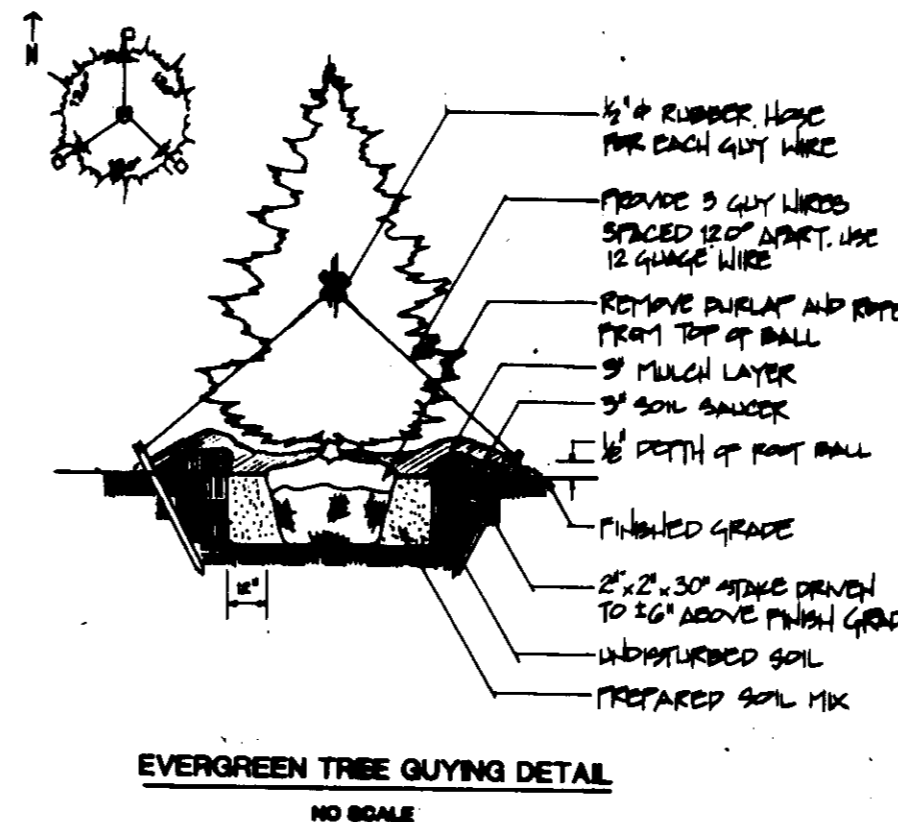 N
½" ⌀ RUBBER HOSE
FOR EACH GUY WIRE
PROVIDE 3 GUY WIRES
SPACED 120° APART. USE
12 GUAGE WIRE
REMOVE BURLAP AND ROPE
FROM TOP OF BALL
3" MULCH LAYER
3" SOIL SAUCER
⅛" DEPTH OF ROOT BALL
FINISHED GRADE
2"x2"x30" STAKE DRIVEN
TO ±6" ABOVE FINISH GRAD
UNDISTURBED SOIL
PREPARED SOIL MIX
12"
EVERGREEN TREE GUYING DETAIL
NO SCALE